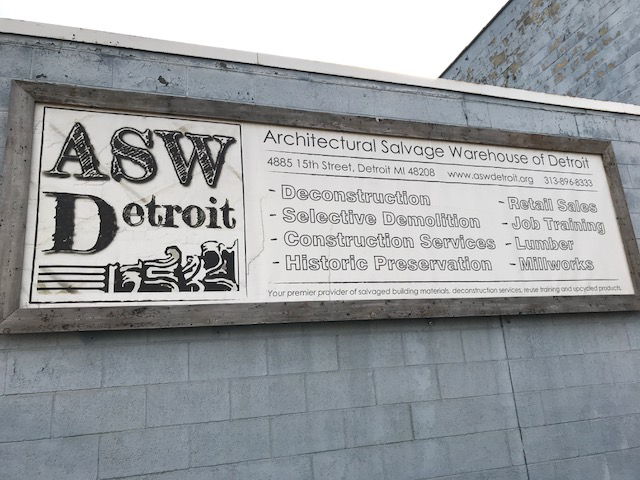 ASW
Detroit
Architectural Salvage Warehouse of Detroit
4885 15th Street, Detroit MI 48208 www.aswdetroit.org 313-896-8333
- Deconstruction
- Selective Demolition
- Construction Services
- Historic Preservation
- Retail Sales
- Job Training
- Lumber
- Millworks
Your premier provider of salvaged building materials, deconstruction services, re-use training and upcycled products.